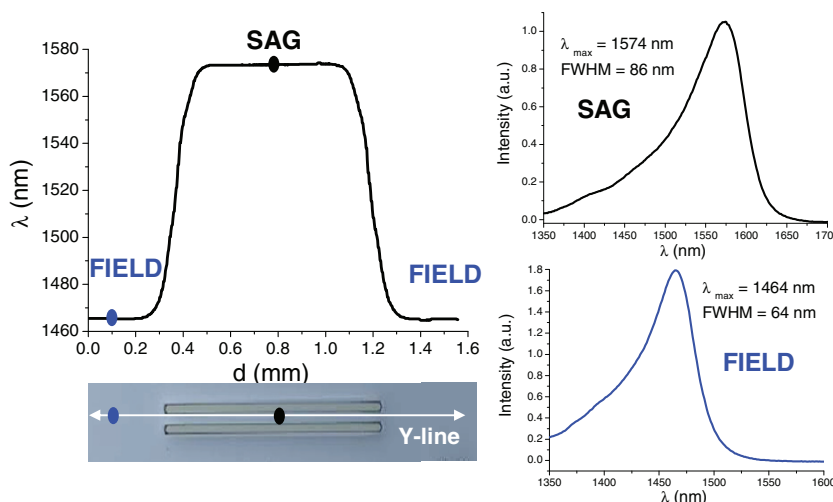 SAG
1580
1560
1540
1520
1500
1480
1460
λ (nm)
FIELD
FIELD
0.0 0.2 0.4 0.6 0.8 1.0 1.2 1.4 1.6
d (mm)
Y-line
λ max = 1574 nm
FWHM = 86 nm
SAG
Intensity (a.u.)
1.0
0.8
0.6
0.4
0.2
0.0
1350 1400 1450 1500 1550 1600 1650 170
λ (nm)
λ max = 1464 nm
FWHM = 64 nm
FIELD
Intensity (a.u.)
1.8
1.6
1.4
1.2
1.0
0.8
0.6
0.4
0.2
0.0
1350 1400 1450 1500 1550 1600
λ (nm)